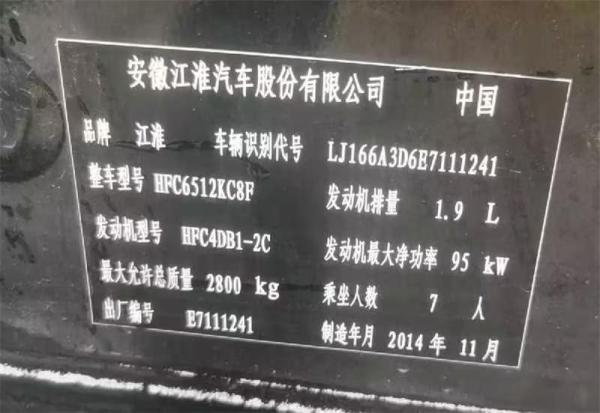 安徽江淮汽车股份有限公司 中国
品牌 江淮 车辆识别代号 LJ166A3D6E7111241
整车型号 HFC6512KC8F 发动机排量 1.9 L
发动机型号 HFC4DB1-2C 发动机最大净功率 95 kW
最大允许总质量 2800 kg 乘坐人数 7 人
出厂编号 E7111241 制造年月 2014 年 11 月